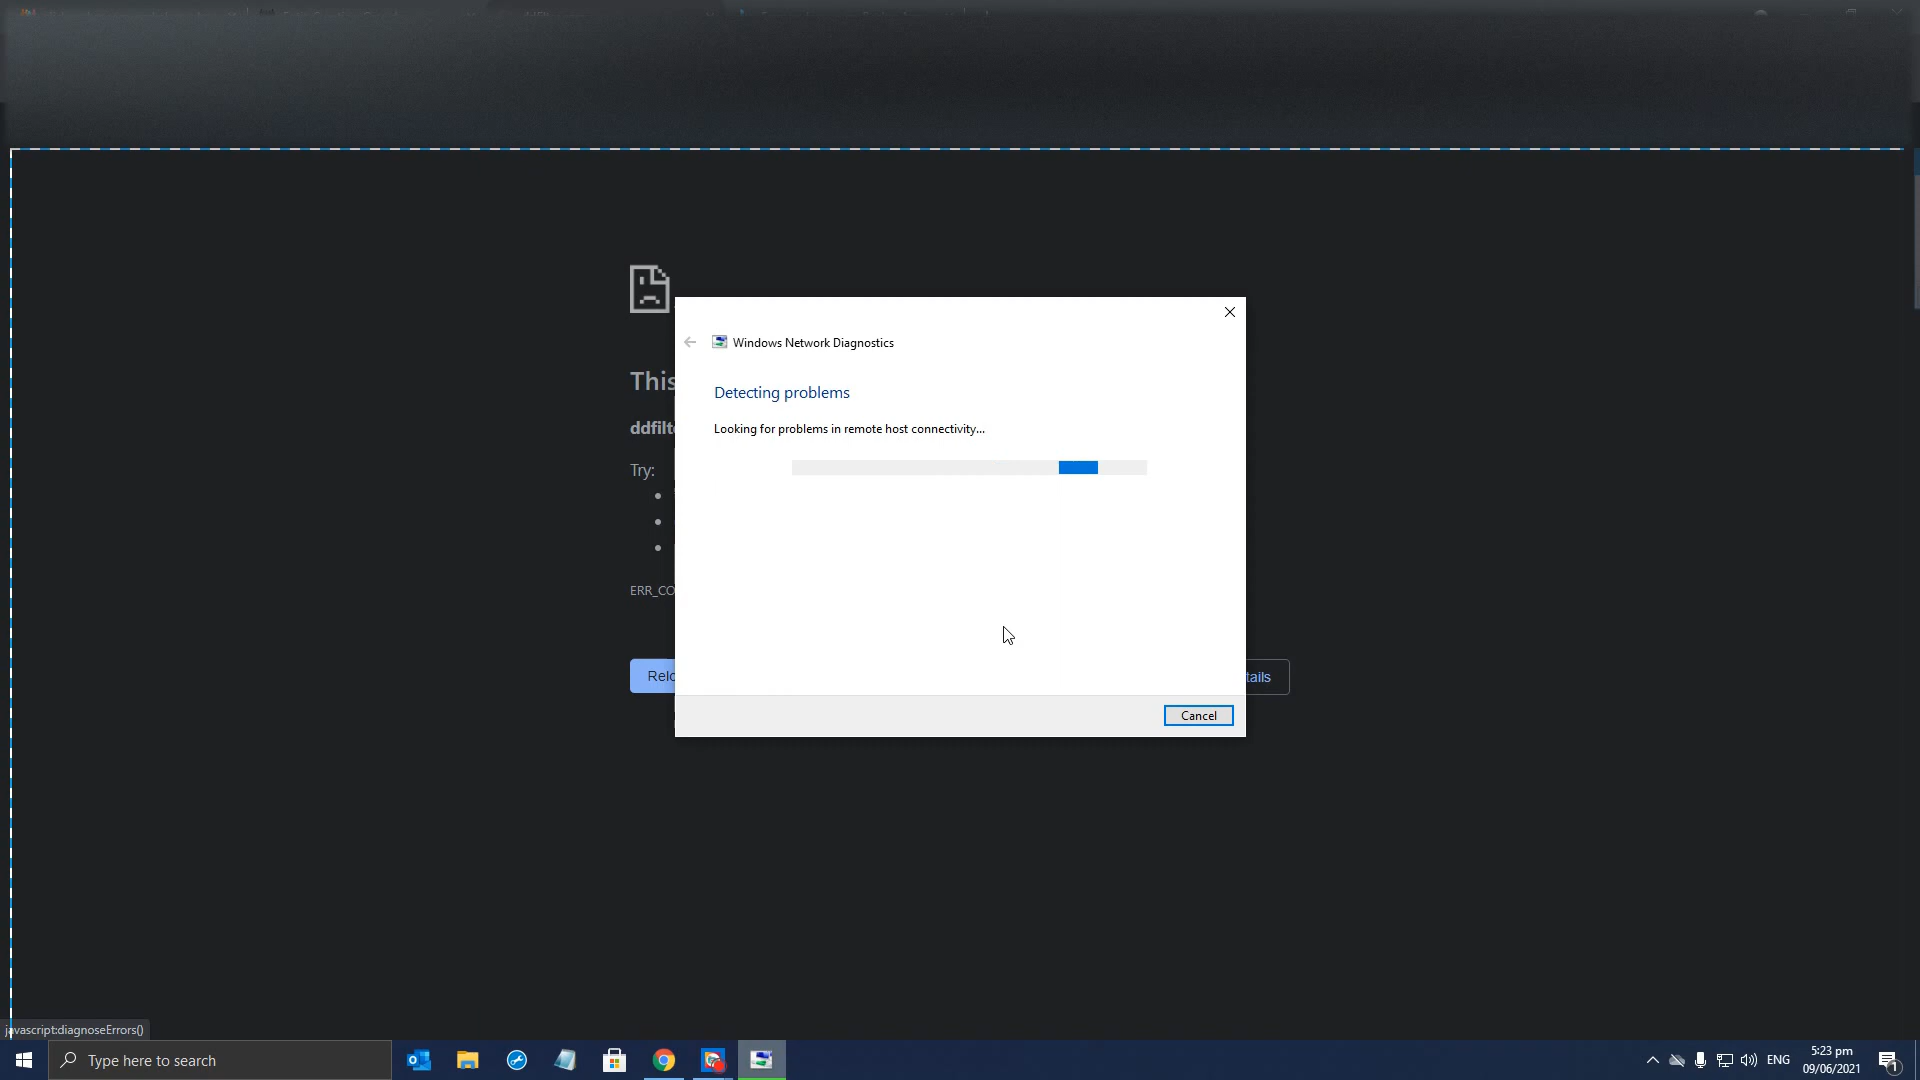 Windows Network Diagnostics
This
Detecting problems
ddfilt
Looking for problems in remote host connectivity...
Try:
ERR_CO
Relo
tails
Cancel
javascript:diagnoseErrors()
Type here to search
ENG
5:23 pm
09/06/2021
1